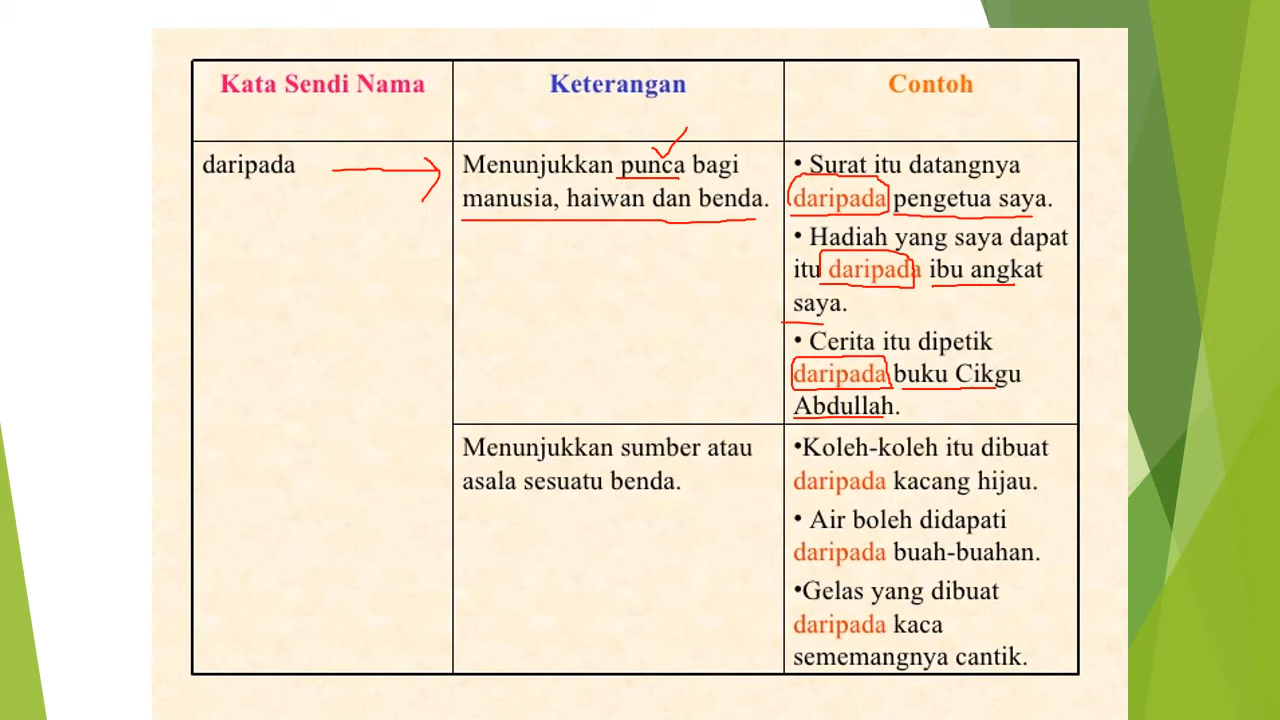 Kata Sendi Nama
Keterangan
Contoh
daripada
Menunjukkan punca bagi
manusia, haiwan dan benda.
• Surat itu datangnya
daripada pengetua saya.
• Hadiah yang saya dapat
itu daripada ibu angkat
saya.
• Cerita itu dipetik
daripada buku Cikgu
Abdullah.
Menunjukkan sumber atau
asala sesuatu benda.
•Koleh-koleh itu dibuat
daripada kacang hijau.
• Air boleh didapati
daripada buah-buahan.
•Gelas yang dibuat
daripada kaca
sememangnya cantik.